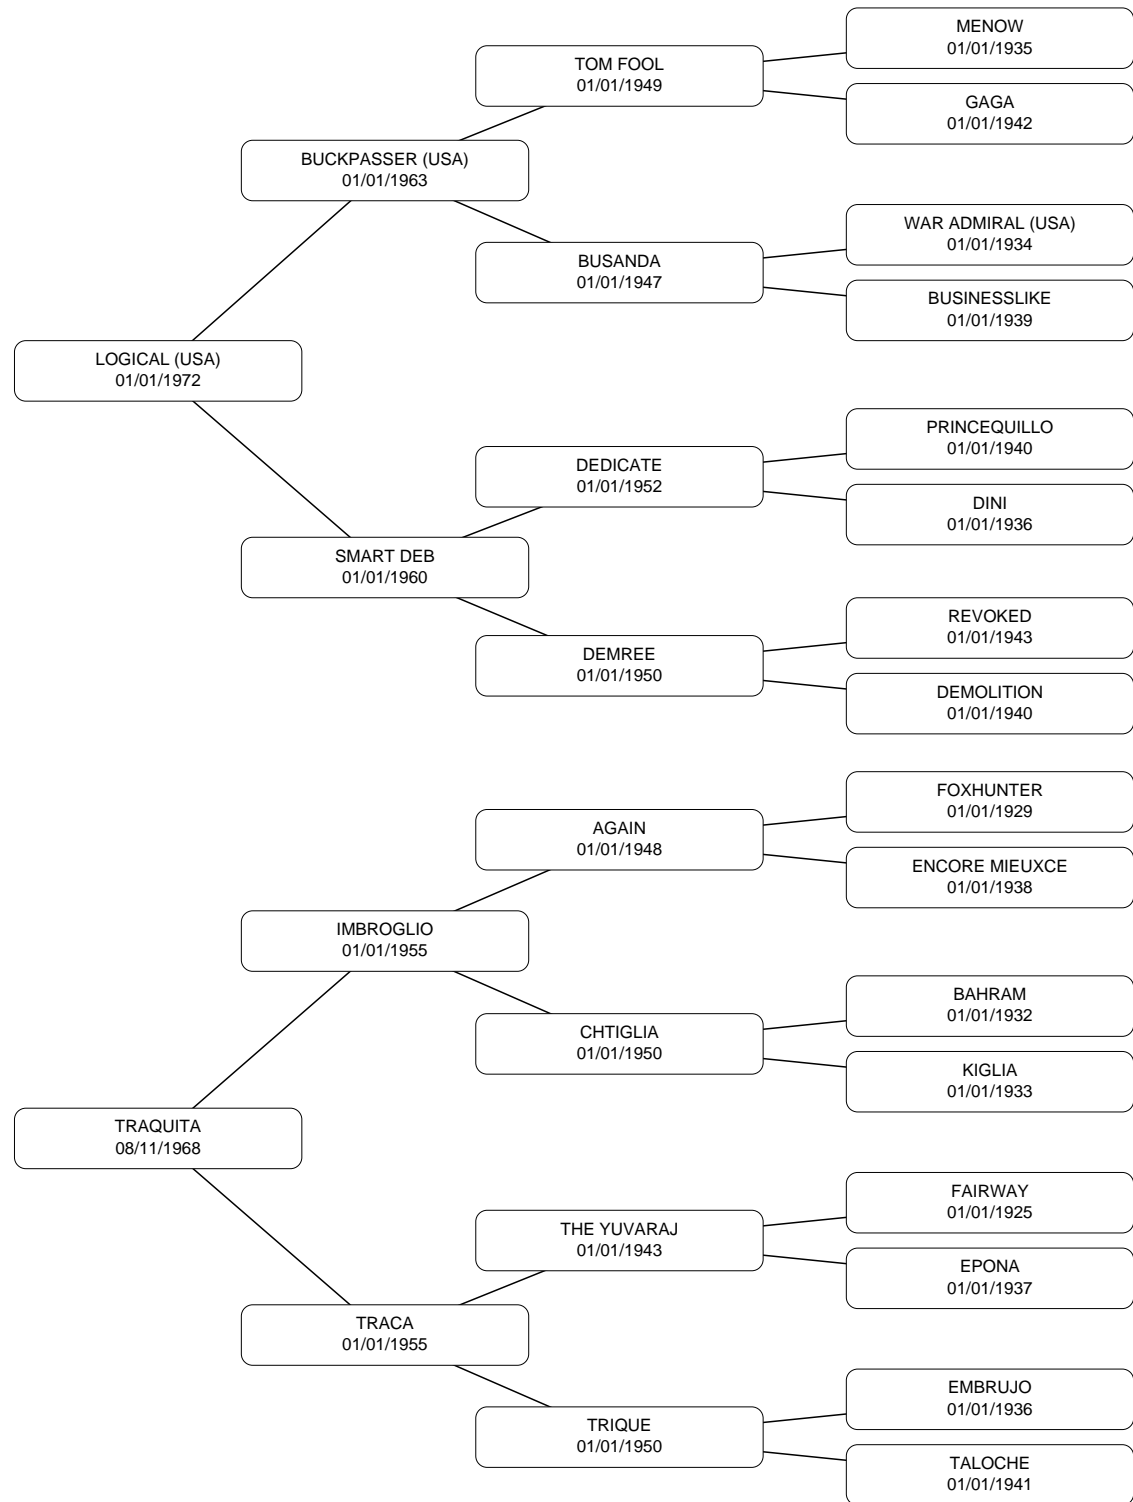 MENOW
01/01/1935
TOM FOOL
01/01/1949
GAGA
01/01/1942
BUCKPASSER (USA)
01/01/1963
WAR ADMIRAL (USA)
01/01/1934
BUSANDA
01/01/1947
BUSINESSLIKE
01/01/1939
LOGICAL (USA)
01/01/1972
PRINCEQUILLO
01/01/1940
DEDICATE
01/01/1952
DINI
01/01/1936
SMART DEB
01/01/1960
REVOKED
01/01/1943
DEMREE
01/01/1950
DEMOLITION
01/01/1940
FOXHUNTER
01/01/1929
AGAIN
01/01/1948
ENCORE MIEUXCE
01/01/1938
IMBROGLIO
01/01/1955
BAHRAM
01/01/1932
CHTIGLIA
01/01/1950
KIGLIA
01/01/1933
TRAQUITA
08/11/1968
FAIRWAY
01/01/1925
THE YUVARAJ
01/01/1943
EPONA
01/01/1937
TRACA
01/01/1955
EMBRUJO
01/01/1936
TRIQUE
01/01/1950
TALOCHE
01/01/1941